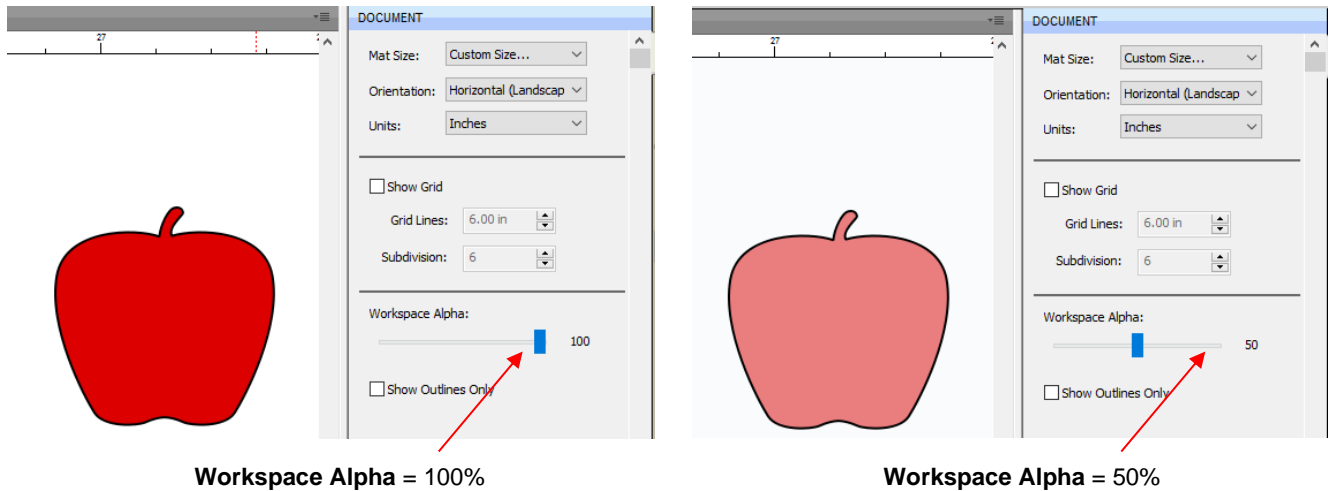 DOCUMENT
27
2
Mat Size: Custom Size...
Orientation: Horizontal (Landscap
Units: Inches
Show Grid
Grid Lines: 6.00 in
Subdivision: 6
Workspace Alpha:
100
Show Outlines Only
Workspace Alpha = 100%
DOCUMENT
27
2
Mat Size: Custom Size...
Orientation: Horizontal (Landscap
Units: Inches
Show Grid
Grid Lines: 6.00 in
Subdivision: 6
Workspace Alpha:
50
Show Outlines Only
Workspace Alpha = 50%